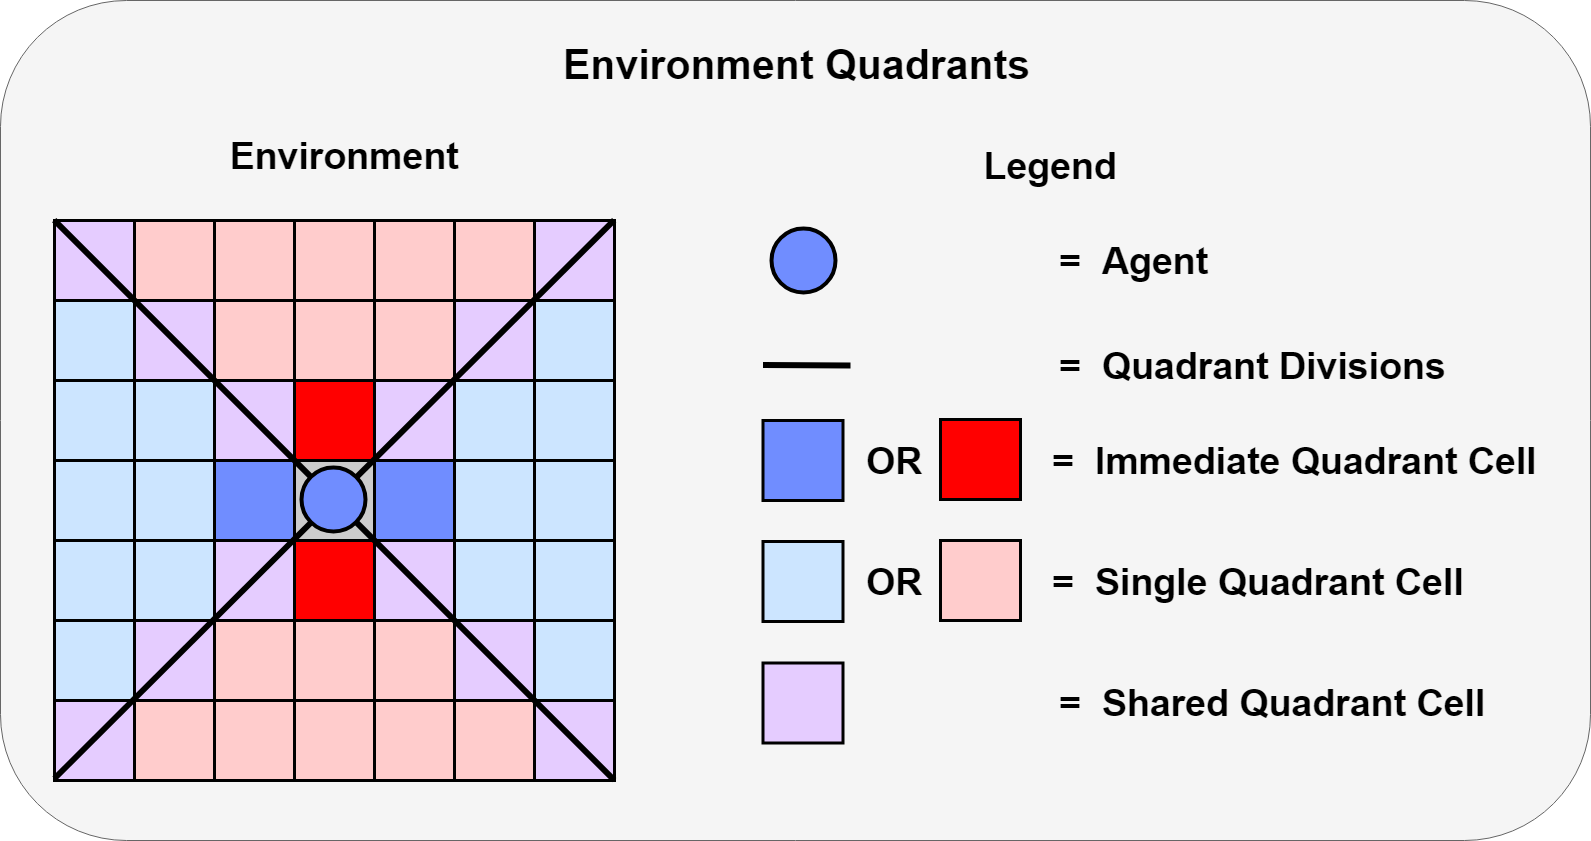 Environment Quadrants
Environment
Legend
= Agent
= Quadrant Divisions
OR = Immediate Quadrant Cell
OR = Single Quadrant Cell
= Shared Quadrant Cell